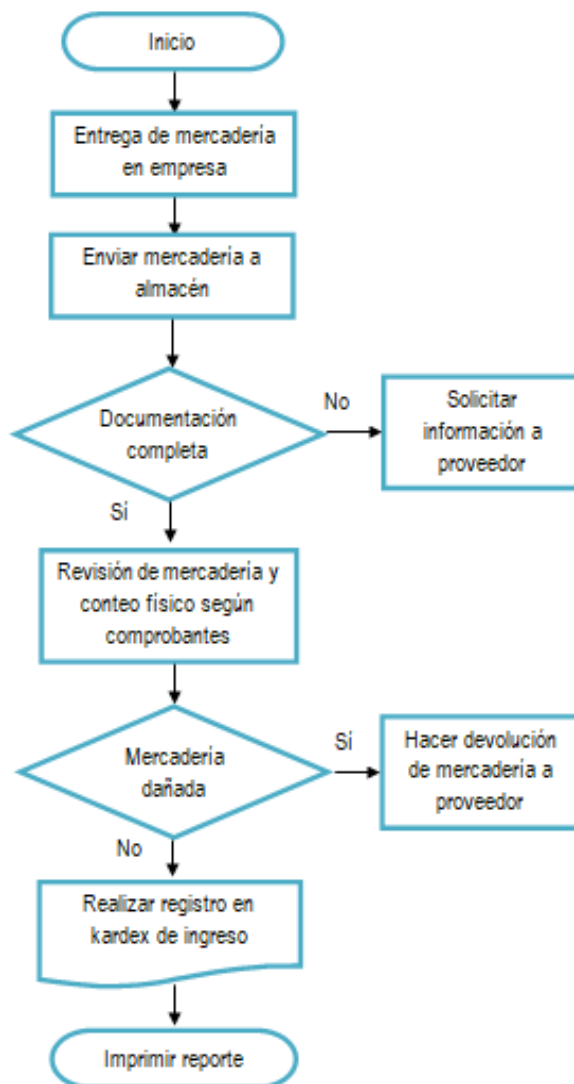 Inicio
Entrega de mercadería
en empresa
Enviar mercadería a
almacén
Documentación
completa
No
Solicitar
información a
proveedor
Sí
Revisión de mercadería y
conteo físico según
comprobantes
Mercadería
dañada
Sí
Hacer devolución
de mercadería a
proveedor
No
Realizar registro en
kardex de ingreso
Imprimir reporte